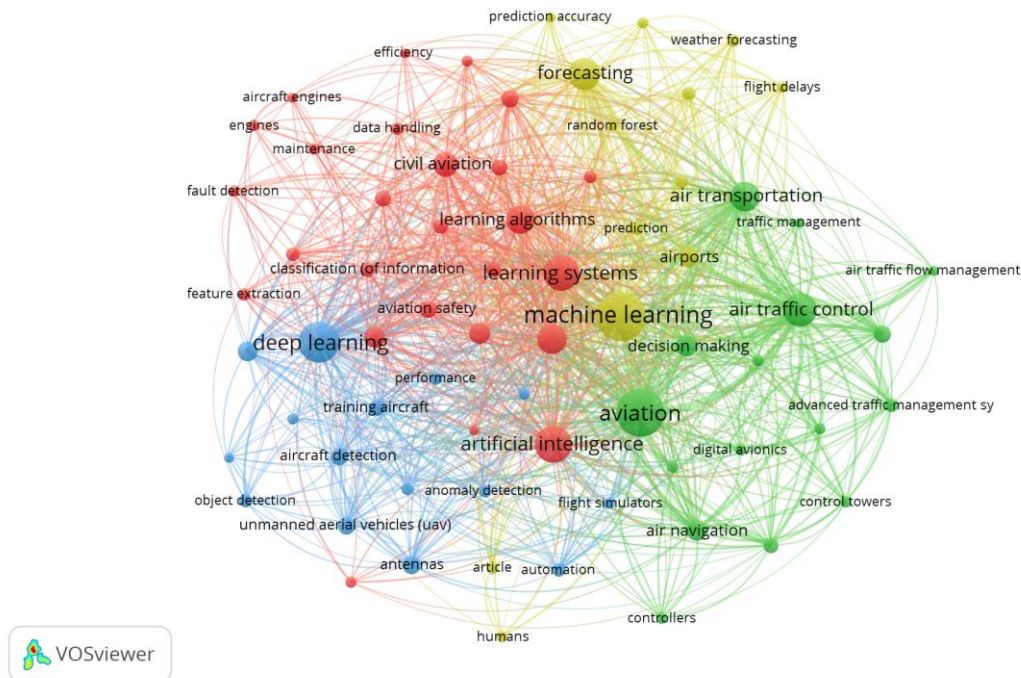 prediction accuracy
weather forecasting
efficiency
forecasting
flight delays
aircraft engines
engines
data handling
random forest
maintenance
civil aviation
fault detection
air transportation
learning algorithms
traffic management
prediction
airports
classification (of information
learning systems
air traffic flow management
feature extraction
aviation safety
machine learning
air traffic control
deep learning
decision making
performance
training aircraft
aviation
advanced traffic management sy
artificial intelligence
digital avionics
aircraft detection
object detection
anomaly detection
flight simulators
control towers
unmanned aerial vehicles (uav)
air navigation
antennas
article
automation
controllers
humans
VOSviewer